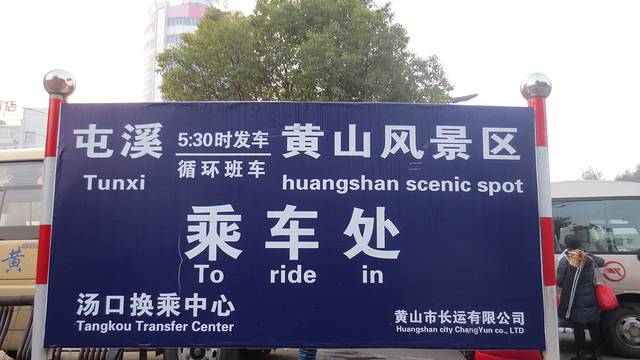 屯溪 5:30时发车 黄山风景区
循环班车
Tunxi huangshan scenic spot
乘车处
To ride in
汤口换乘中心 黄山市长运有限公司
Tangkou Transfer Center Huangshan city ChangYun co., LTD
黄
店